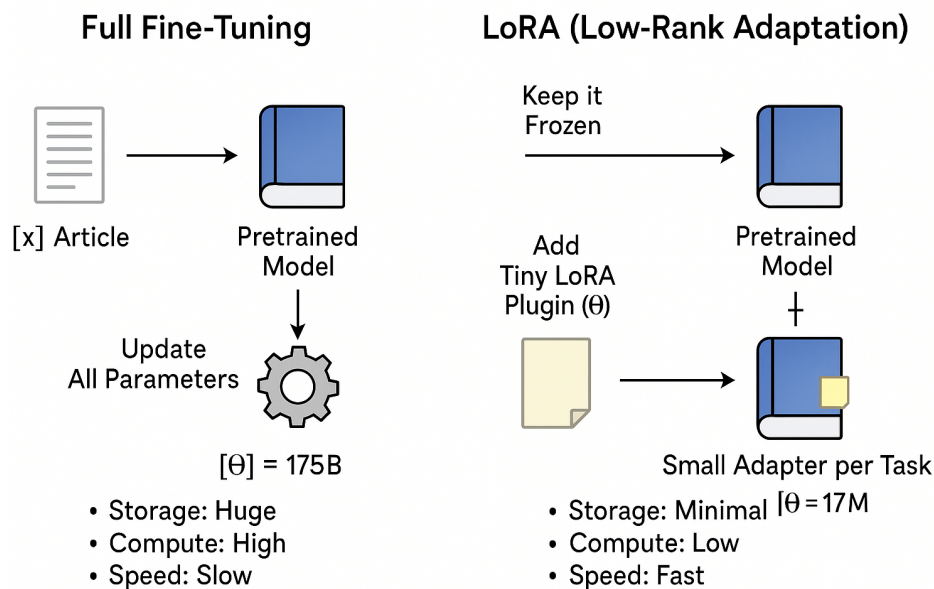 Full Fine-Tuning
[x] Article
Pretrained
Model
Update
All Parameters
[Θ] = 175B
• Storage: Huge
• Compute: High
• Speed: Slow
LoRA (Low-Rank Adaptation)
Keep it
Frozen
Pretrained
Model
Add
Tiny LoRA
Plugin (Θ)
Small Adapter per Task
[Θ = 17M
• Storage: Minimal
• Compute: Low
• Speed: Fast